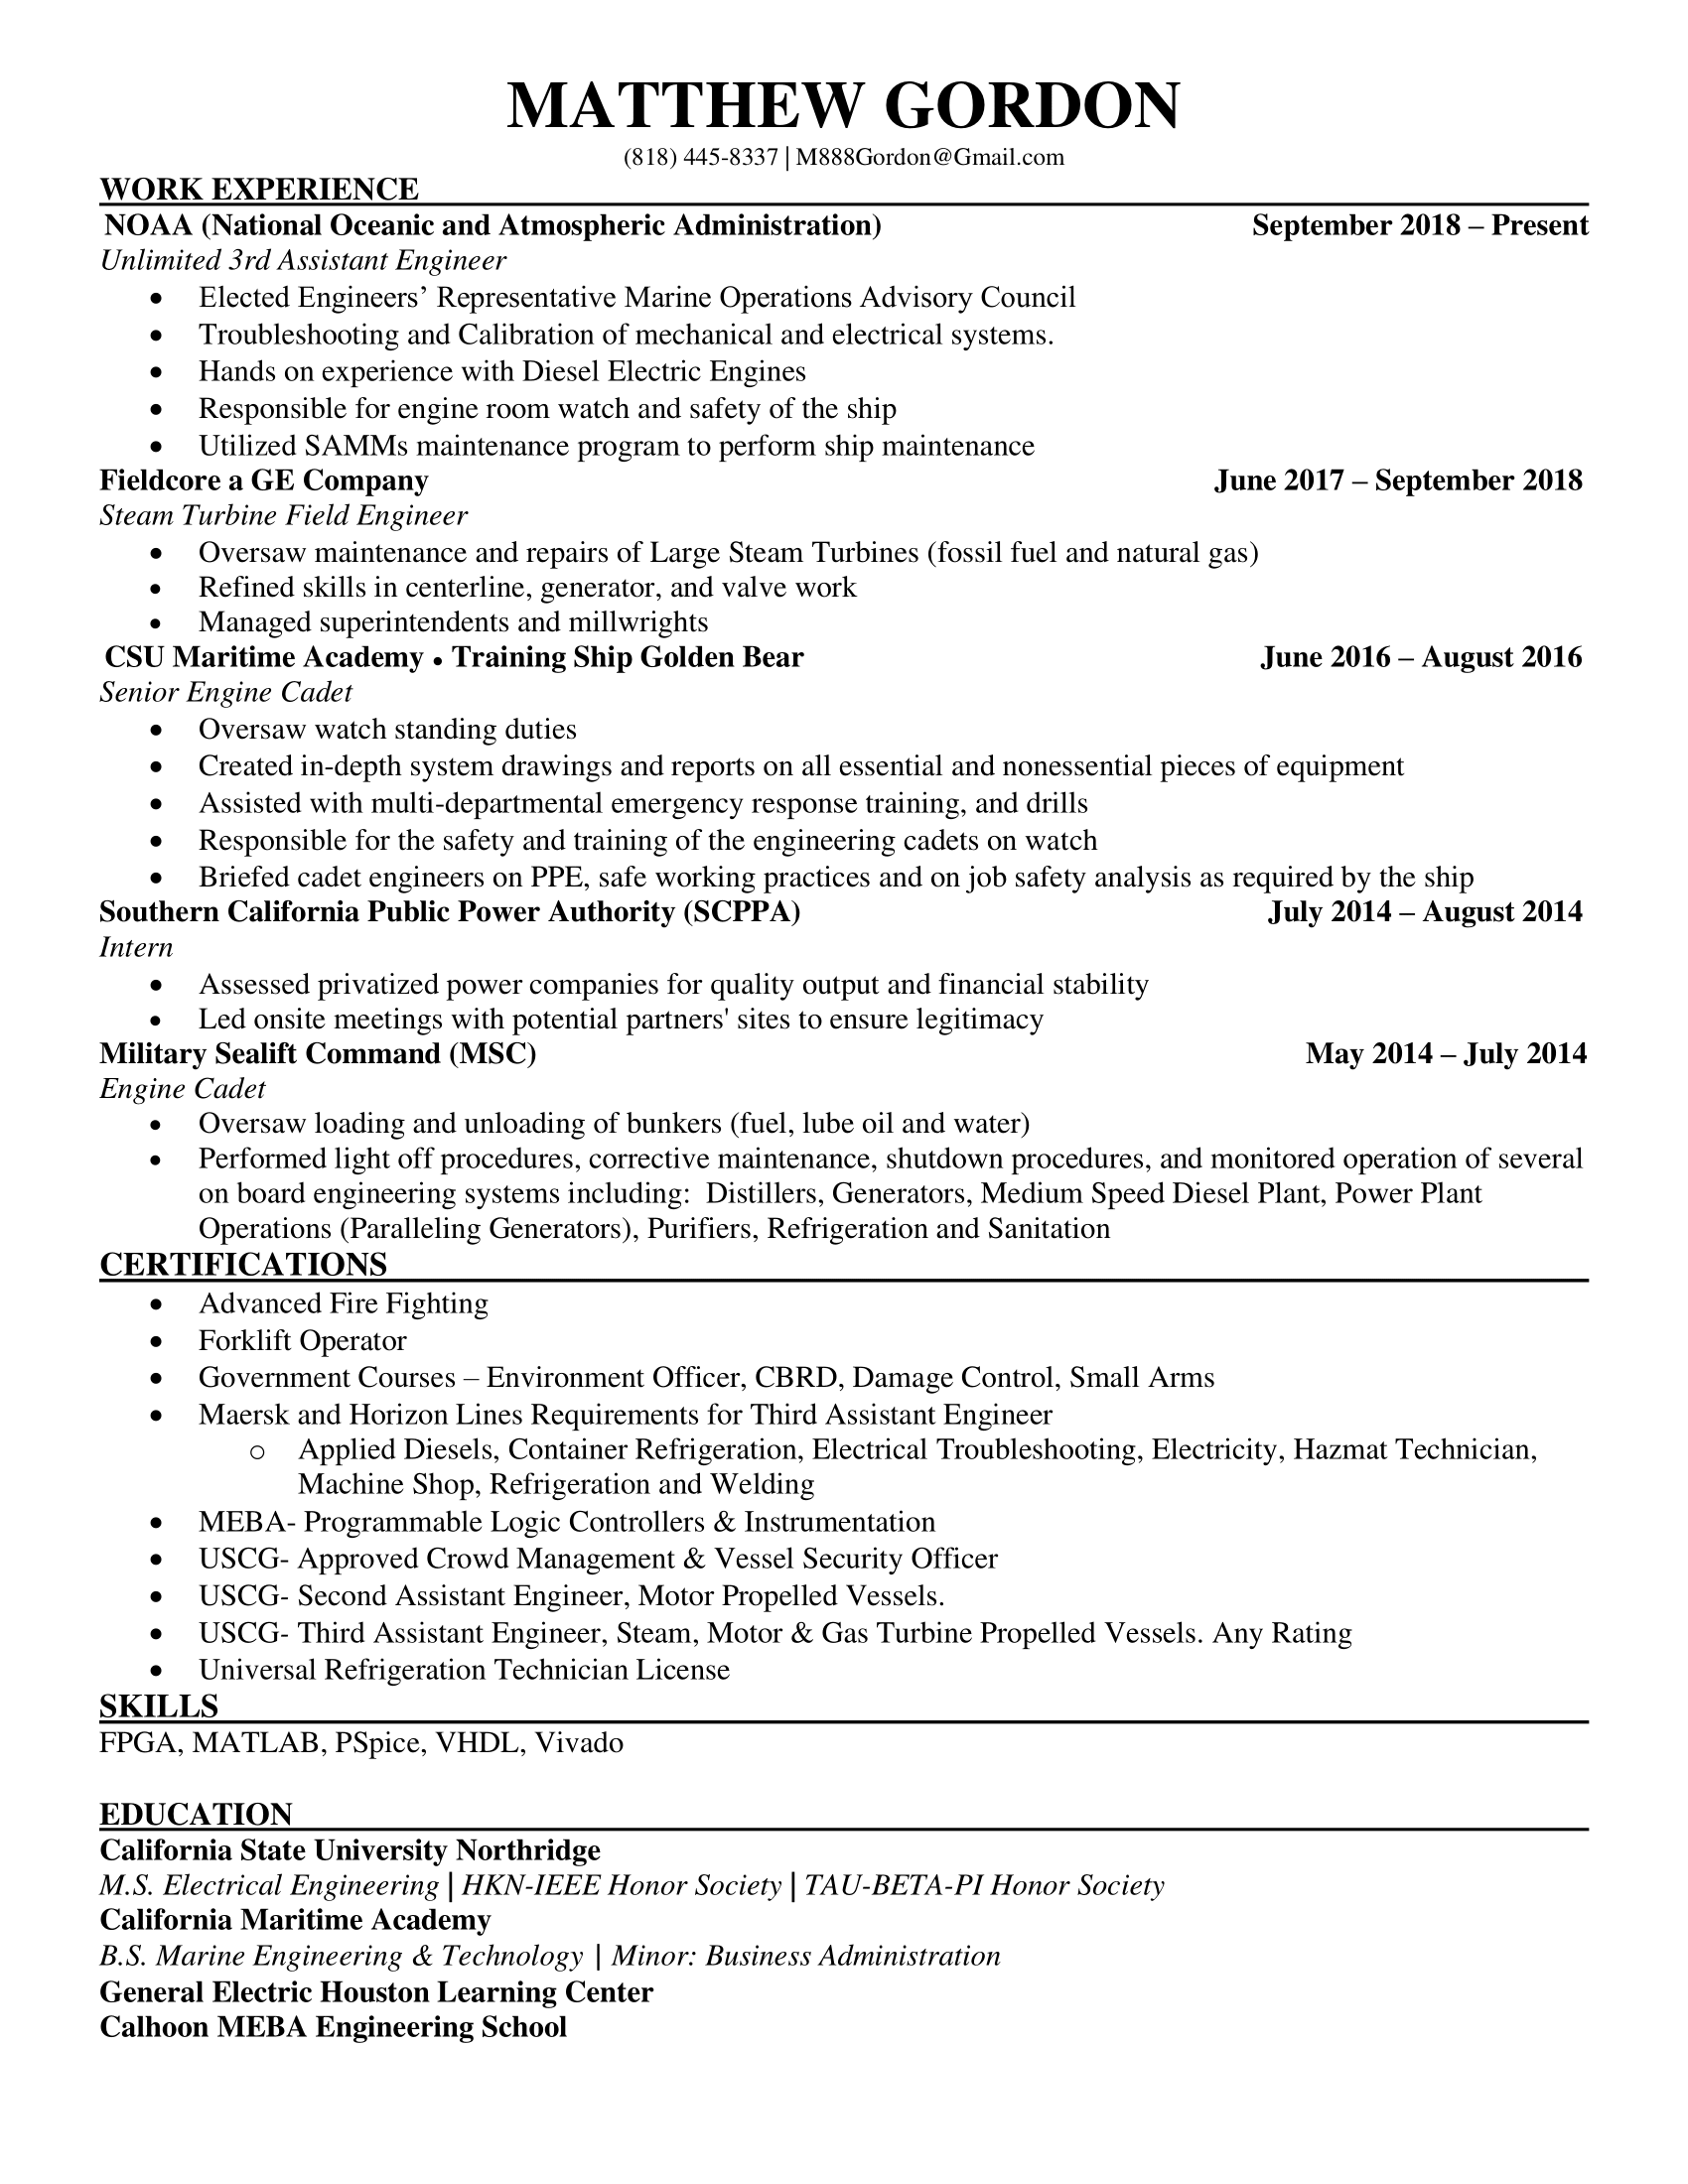 MATTHEW GORDON
(818) 445-8337 | M888Gordon@Gmail.com
WORK EXPERIENCE
NOAA (National Oceanic and Atmospheric Administration) September 2018 – Present
Unlimited 3rd Assistant Engineer
• Elected Engineers’ Representative Marine Operations Advisory Council
• Troubleshooting and Calibration of mechanical and electrical systems.
• Hands on experience with Diesel Electric Engines
• Responsible for engine room watch and safety of the ship
• Utilized SAMMs maintenance program to perform ship maintenance
Fieldcore a GE Company June 2017 – September 2018
Steam Turbine Field Engineer
• Oversaw maintenance and repairs of Large Steam Turbines (fossil fuel and natural gas)
• Refined skills in centerline, generator, and valve work
• Managed superintendents and millwrights
CSU Maritime Academy • Training Ship Golden Bear June 2016 – August 2016
Senior Engine Cadet
• Oversaw watch standing duties
• Created in-depth system drawings and reports on all essential and nonessential pieces of equipment
• Assisted with multi-departmental emergency response training, and drills
• Responsible for the safety and training of the engineering cadets on watch
• Briefed cadet engineers on PPE, safe working practices and on job safety analysis as required by the ship
Southern California Public Power Authority (SCPPA) July 2014 – August 2014
Intern
• Assessed privatized power companies for quality output and financial stability
• Led onsite meetings with potential partners' sites to ensure legitimacy
Military Sealift Command (MSC) May 2014 – July 2014
Engine Cadet
• Oversaw loading and unloading of bunkers (fuel, lube oil and water)
• Performed light off procedures, corrective maintenance, shutdown procedures, and monitored operation of several
on board engineering systems including:  Distillers, Generators, Medium Speed Diesel Plant, Power Plant
Operations (Paralleling Generators), Purifiers, Refrigeration and Sanitation
CERTIFICATIONS
• Advanced Fire Fighting
• Forklift Operator
• Government Courses – Environment Officer, CBRD, Damage Control, Small Arms
• Maersk and Horizon Lines Requirements for Third Assistant Engineer
o Applied Diesels, Container Refrigeration, Electrical Troubleshooting, Electricity, Hazmat Technician,
Machine Shop, Refrigeration and Welding
• MEBA- Programmable Logic Controllers & Instrumentation
• USCG- Approved Crowd Management & Vessel Security Officer
• USCG- Second Assistant Engineer, Motor Propelled Vessels.
• USCG- Third Assistant Engineer, Steam, Motor & Gas Turbine Propelled Vessels. Any Rating
• Universal Refrigeration Technician License
SKILLS
FPGA, MATLAB, PSpice, VHDL, Vivado
EDUCATION
California State University Northridge
M.S. Electrical Engineering | HKN-IEEE Honor Society | TAU-BETA-PI Honor Society
California Maritime Academy
B.S. Marine Engineering & Technology | Minor: Business Administration
General Electric Houston Learning Center
Calhoon MEBA Engineering School